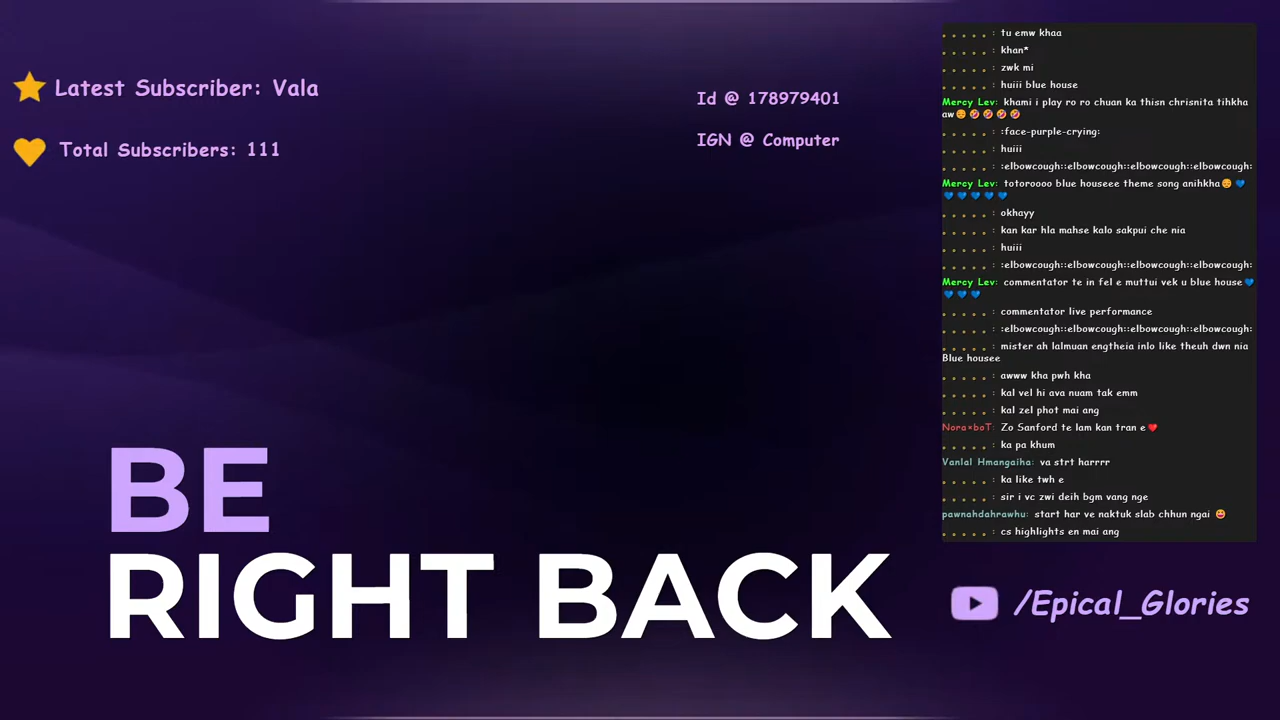 Latest Subscriber: Vala
Total Subscribers: 111
Id @ 178979401
IGN @ Computer
BE
RIGHT BACK
. . . . . : tu emw khaa
. . . . . : khan*
. . . . . : zwk mi
. . . . . : huiii blue house
Mercy Lev: khami i play ro ro chuan ka thisn chrisnita tihkha
aw☺️🤣🤣🤣🤣
. . . . . : :face-purple-crying:
. . . . . : huiii
. . . . . : :elbowcough::elbowcough::elbowcough::elbowcough:
Mercy Lev: totoroooo blue houseee theme song anihkha☺️💙
💙💙💙💙💙
. . . . . : okhayy
. . . . . : kan kar hla mahse kalo sakpui che nia
. . . . . : huiii
. . . . . : :elbowcough::elbowcough::elbowcough::elbowcough:
Mercy Lev: commentator te in fel e muttui vek u blue house💙
💙💙💙
. . . . . : commentator live performance
. . . . . : :elbowcough::elbowcough::elbowcough::elbowcough:
. . . . . : mister ah lalmuan engtheia inlo like theuh dwn nia
Blue housee
. . . . . : awww kha pwh kha
. . . . . : kal vel hi ava nuam tak emm
. . . . . : kal zel phot mai ang
Nora×boT: Zo Sanford te lam kan tran e❤️
. . . . . : ka pa khum
Vanlal Hmangaiha: va strt harrrr
. . . . . : ka like twh e
. . . . . : sir i vc zwi deih bgm vang nge
pawnahdahrawhu: start har ve naktuk slab chhun ngai 😅
. . . . . : cs highlights en mai ang
/Epical_Glories